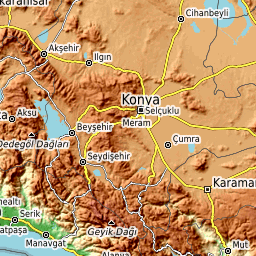 karahisar
Cihanbeyli
Akşehir
Ilgın
Konya
Selçuklu
Meram
Aksu
Beyşehir
Çumra
Dedegöl Dağları
Seydişehir
Karaman
Serik
Manavgat
Geyik Dağı
Mut
Alanya